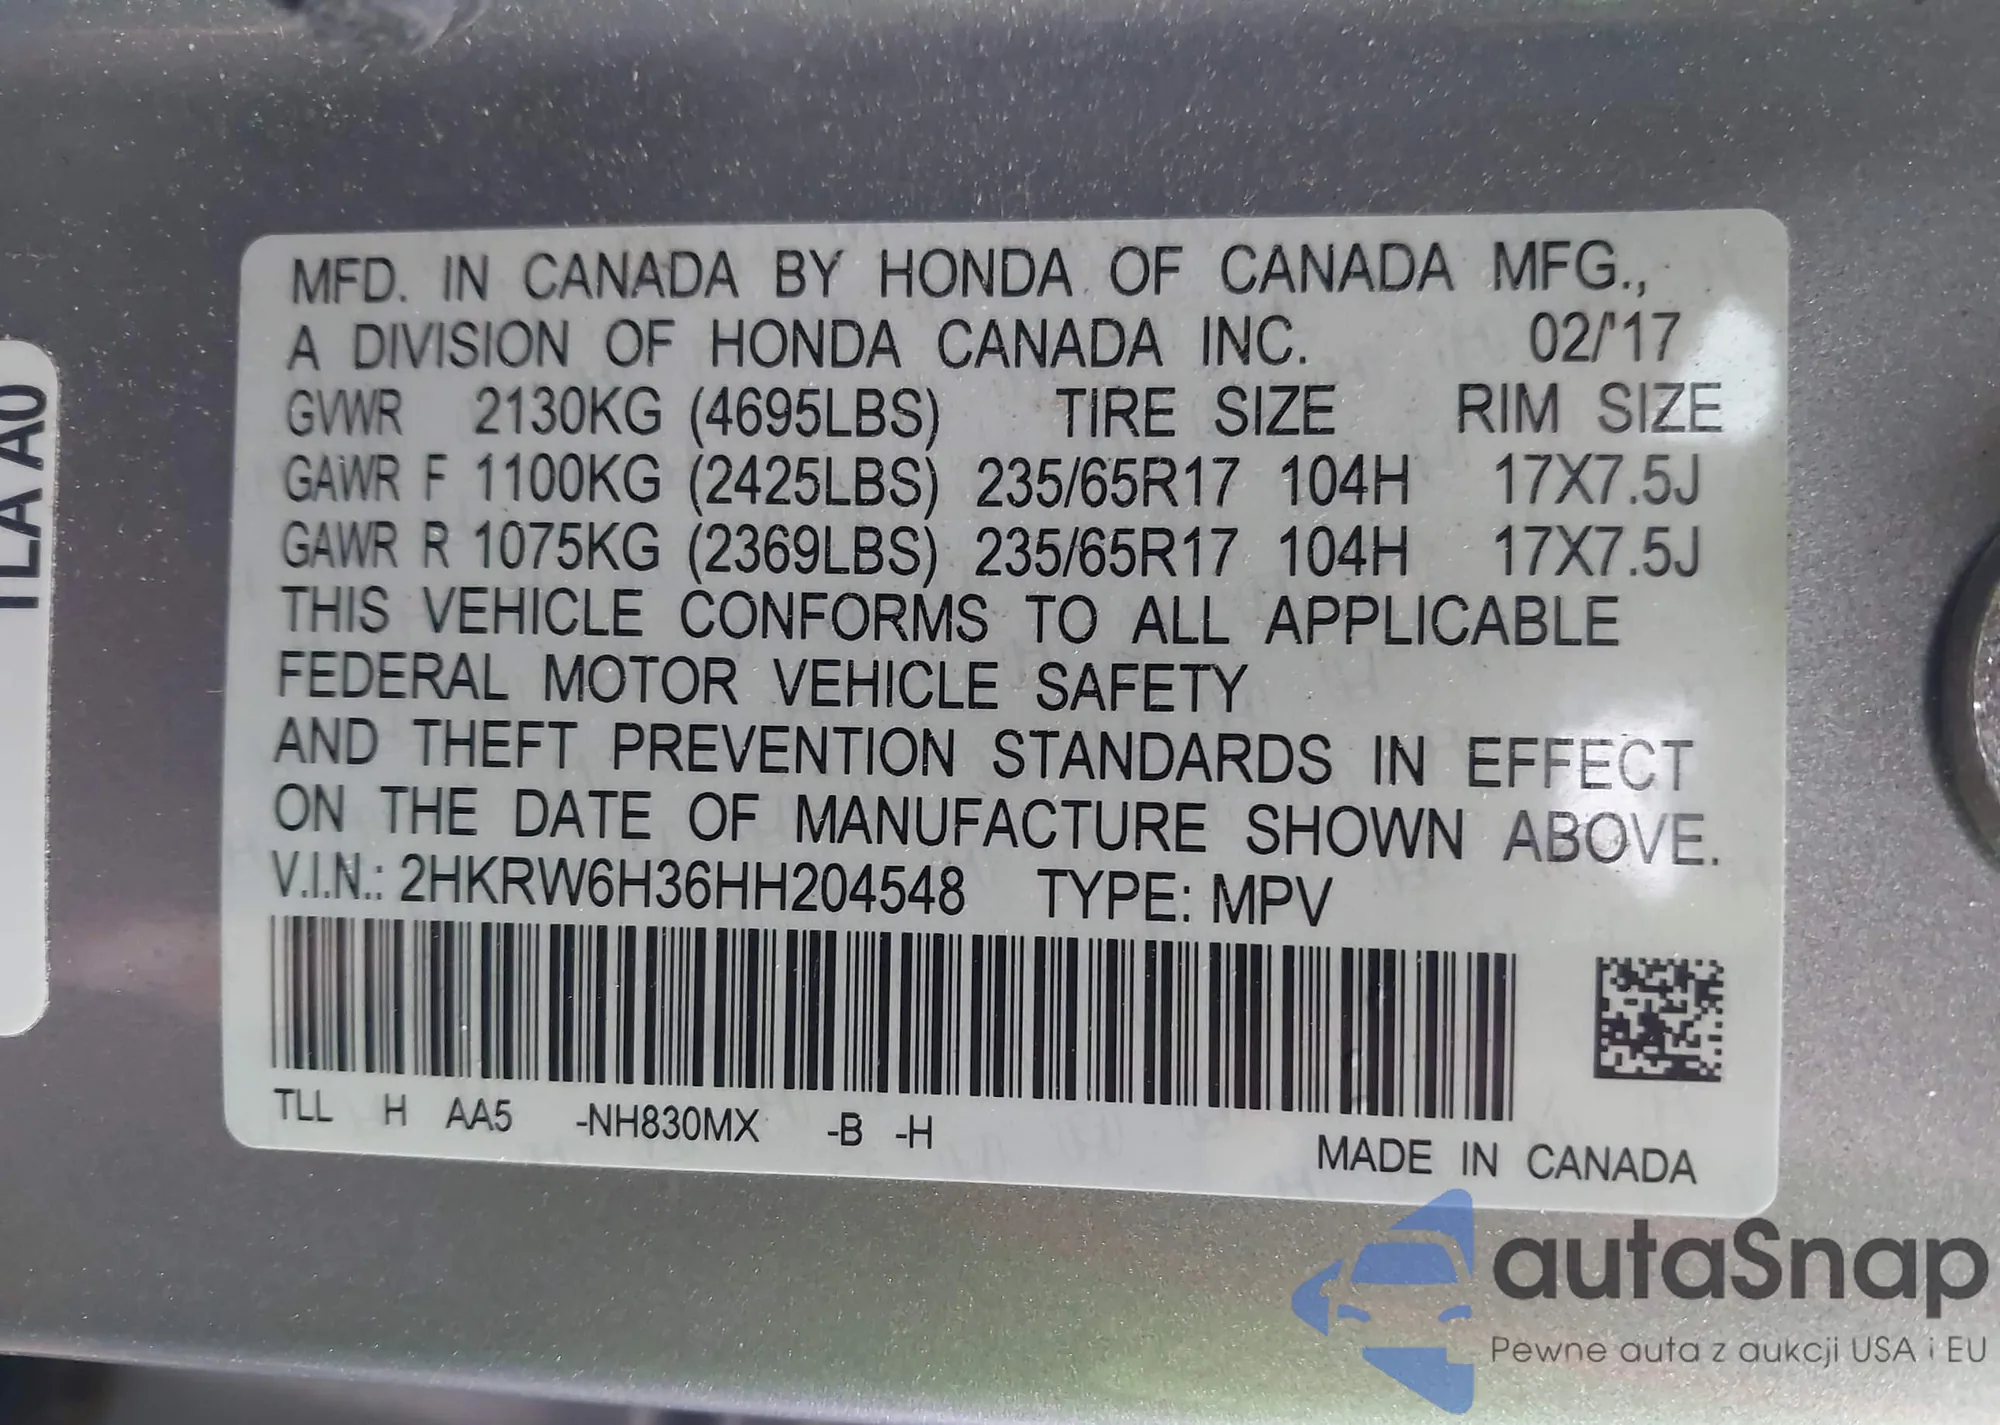 MFD. IN CANADA BY HONDA OF CANADA MFG.,
A DIVISION OF HONDA CANADA INC. 02/'17
GVWR 2130KG (4695LBS) TIRE SIZE RIM SIZE
GAWR F 1100KG (2425LBS) 235/65R17 104H 17X7.5J
GAWR R 1075KG (2369LBS) 235/65R17 104H 17X7.5J
THIS VEHICLE CONFORMS TO ALL APPLICABLE
FEDERAL MOTOR VEHICLE SAFETY
AND THEFT PREVENTION STANDARDS IN EFFECT
ON THE DATE OF MANUFACTURE SHOWN ABOVE.
V.I.N.: 2HKRW6H36HH204548 TYPE: MPV
TLL H AA5 -NH830MX -B -H
MADE IN CANADA
TLA A0
autaSnap
Pewne auta z aukcji USA i EU